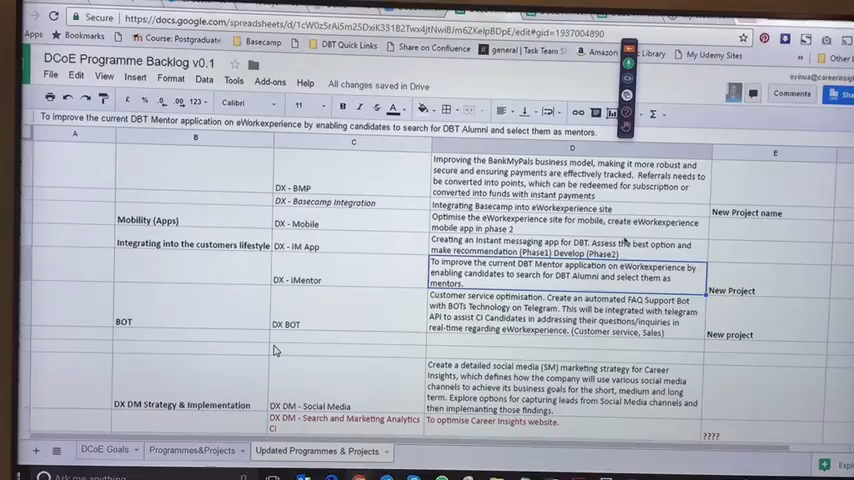 Secure https://docs.google.com/spreadsheets/d/1cW0z5rAi5m25DxiK331B2Twx4jtNwiBJm6ZKeIpBDpE/edit#gid=1937004890
Apps Bookmarks Course: Postgraduate Basecamp DBT Quick Links Share on Confluence general | Task Team Sl Amazon Library My Udemy Sites Other
DCoE Programme Backlog v0.1
oyinua@careerinsig
File Edit View Insert Format Data Tools Add-ons Help All changes saved in Drive
Comments Sha
£ % .0 .00 123 Calibri 11 B I S A Σ
To improve the current DBT Mentor application on eWorkexperience by enabling candidates to search for DBT Alumni and select them as mentors.
A B C D E
Improving the BankMyPals business model, making it more robust and
secure and ensuring payments are effectively tracked. Referrals need to
be converted into points, which can be redeemed for subscription or
DX - BMP converted into funds with instant payments
DX - Basecamp Integration Integrating Basecamp into eWorkexperience site New Project name
Optimise the eWorkexperience site for mobile, create eWorkexperience
Mobility (Apps) DX - Mobile mobile app in phase 2
Creating an Instant messaging app for DBT. Assess the best option and
Integrating into the customers lifestyle DX - IM App make recommendation (Phase1) Develop (Phase2)
To improve the current DBT Mentor application on eWorkexperience by
enabling candidates to search for DBT Alumni and select them as
DX - iMentor mentors. New Project
Customer service optimisation. Create an automated FAQ Support Bot
with BOTs Technology on Telegram. This will be integrated with telegram
API to assist CI Candidates in addressing their questions/inquiries in
BOT DX BOT real-time regarding eWorkexperience. (Customer service, Sales) New project
Create a detailed social media (SM) marketing strategy for Career
Insights, which defines how the company will use various social media
channels to achieve its business goals for the short, medium and long
term. Explore options for capturing leads from Social Media channels and
DX DM Strategy & Implementation DX DM - Social Media then implemanting those findings.
DX DM - Search and Marketing Analytics To optimise Career Insights website.
CI ????
DCoE Goals Programmes&Projects Updated Programmes & Projects Expl
Ask me anything